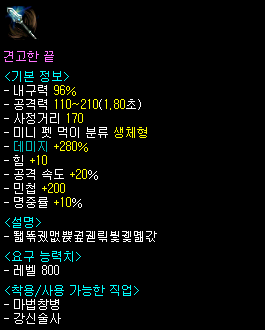 견고한 끝
<기본 정보>
- 내구력 96%
- 공격력 110~210(1,80초)
- 사정거리 170
- 미니 펫 먹이 분류 생체형
- 데미지 +280%
- 힘 +10
- 공격 속도 +20%
- 민첩 +200
- 명중률 +10%
<설명>
<요구 능력치>
- 레벨 800
<착용/사용 가능한 직업>
- 마법창병
- 강신술사